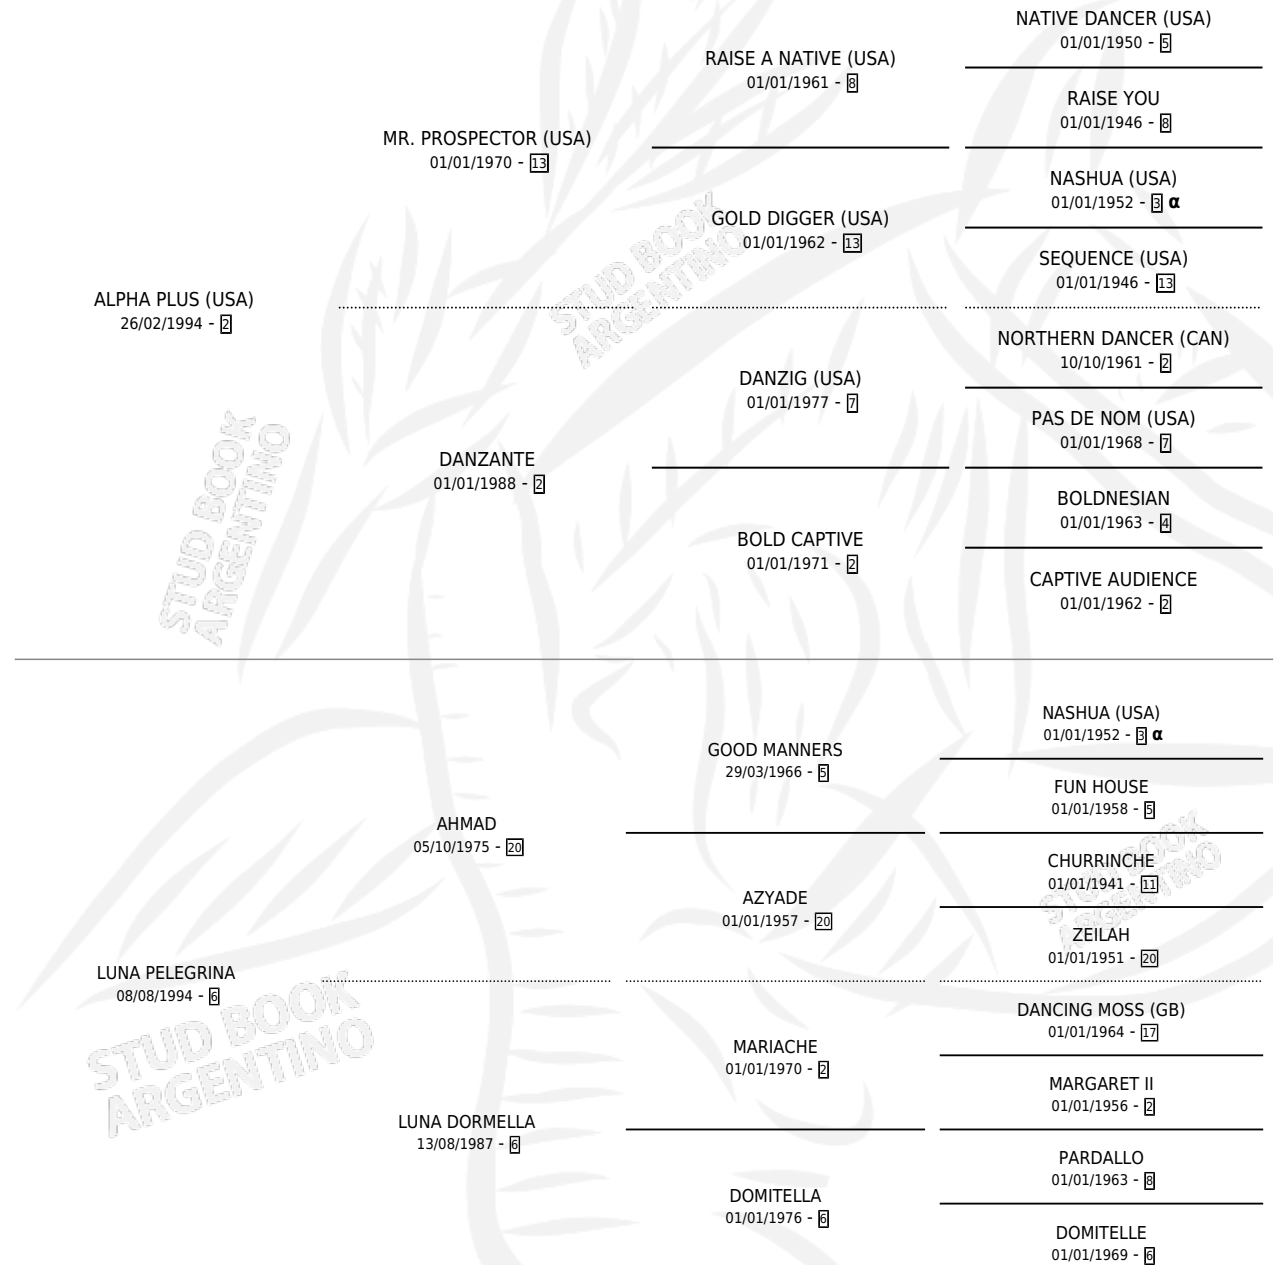 NATIVE DANCER (USA)
01/01/1950 - 5
RAISE A NATIVE (USA)
01/01/1961 - 8
RAISE YOU
01/01/1946 - 8
MR. PROSPECTOR (USA)
01/01/1970 - 13
NASHUA (USA)
01/01/1952 - 3 α
GOLD DIGGER (USA)
01/01/1962 - 13
SEQUENCE (USA)
01/01/1946 - 13
ALPHA PLUS (USA)
26/02/1994 - 2
NORTHERN DANCER (CAN)
10/10/1961 - 2
DANZIG (USA)
01/01/1977 - 7
PAS DE NOM (USA)
01/01/1968 - 7
DANZANTE
01/01/1988 - 2
BOLDNESIAN
01/01/1963 - 4
BOLD CAPTIVE
01/01/1971 - 2
CAPTIVE AUDIENCE
01/01/1962 - 2
NASHUA (USA)
01/01/1952 - 3 α
GOOD MANNERS
29/03/1966 - 5
FUN HOUSE
01/01/1958 - 5
AHMAD
05/10/1975 - 20
CHURRINCHE
01/01/1941 - 11
AZYADE
01/01/1957 - 20
ZEILAH
01/01/1951 - 20
LUNA PELEGRINA
08/08/1994 - 6
DANCING MOSS (GB)
01/01/1964 - 17
MARIACHE
01/01/1970 - 2
MARGARET II
01/01/1956 - 2
LUNA DORMELLA
13/08/1987 - 6
PARDALLO
01/01/1963 - 8
DOMITELLA
01/01/1976 - 6
DOMITELLE
01/01/1969 - 6
STUD BOOK
ARGENTINO
STUD BOOK
ARGENTINO
STUD BOOK
ARGENTINO
STUD BOOK
ARGENTINO